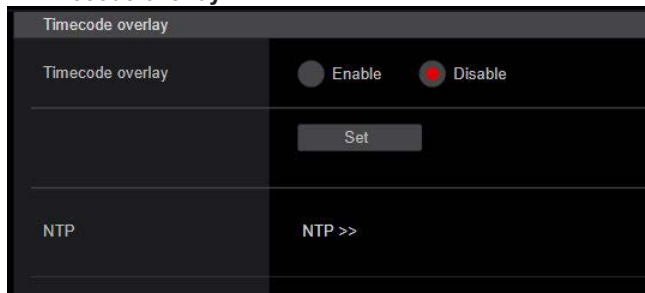 Timecode overlay
Timecode overlay Enable Disable
Set
NTP NTP >>